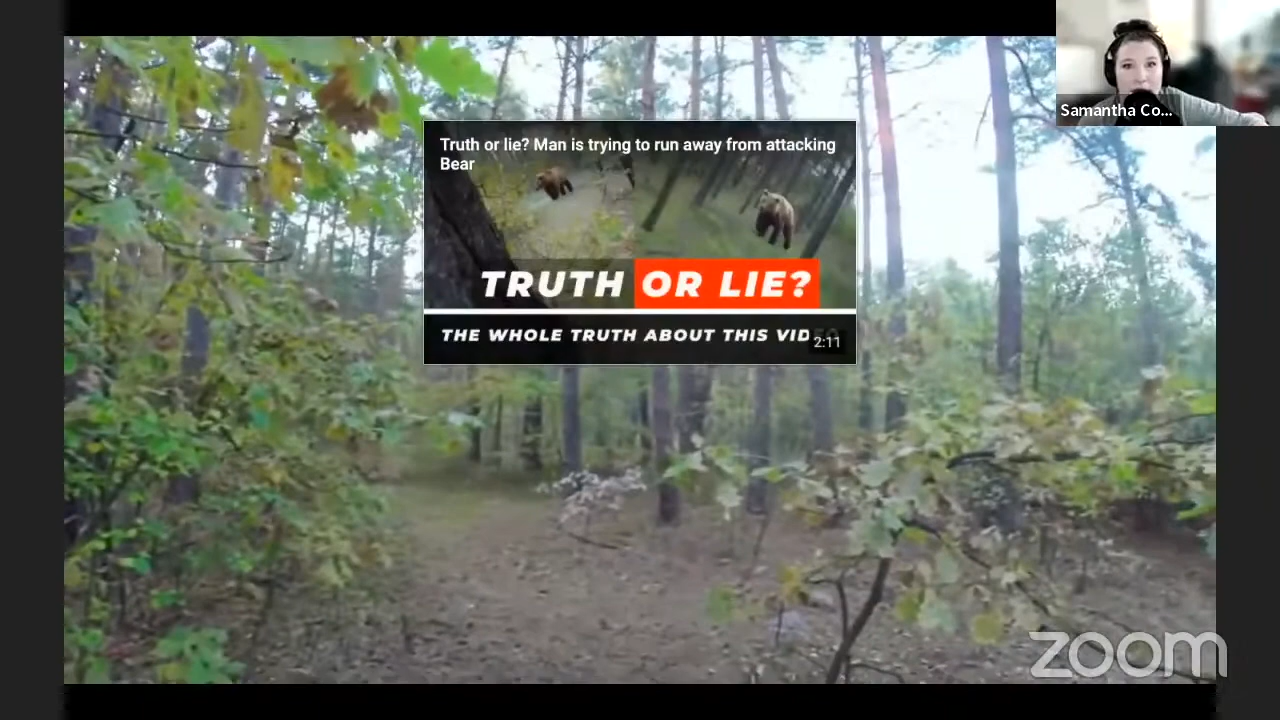 Samantha Co...
Truth or lie? Man is trying to run away from attacking
Bear
TRUTH OR LIE?
THE WHOLE TRUTH ABOUT THIS VID
2:11
zoom